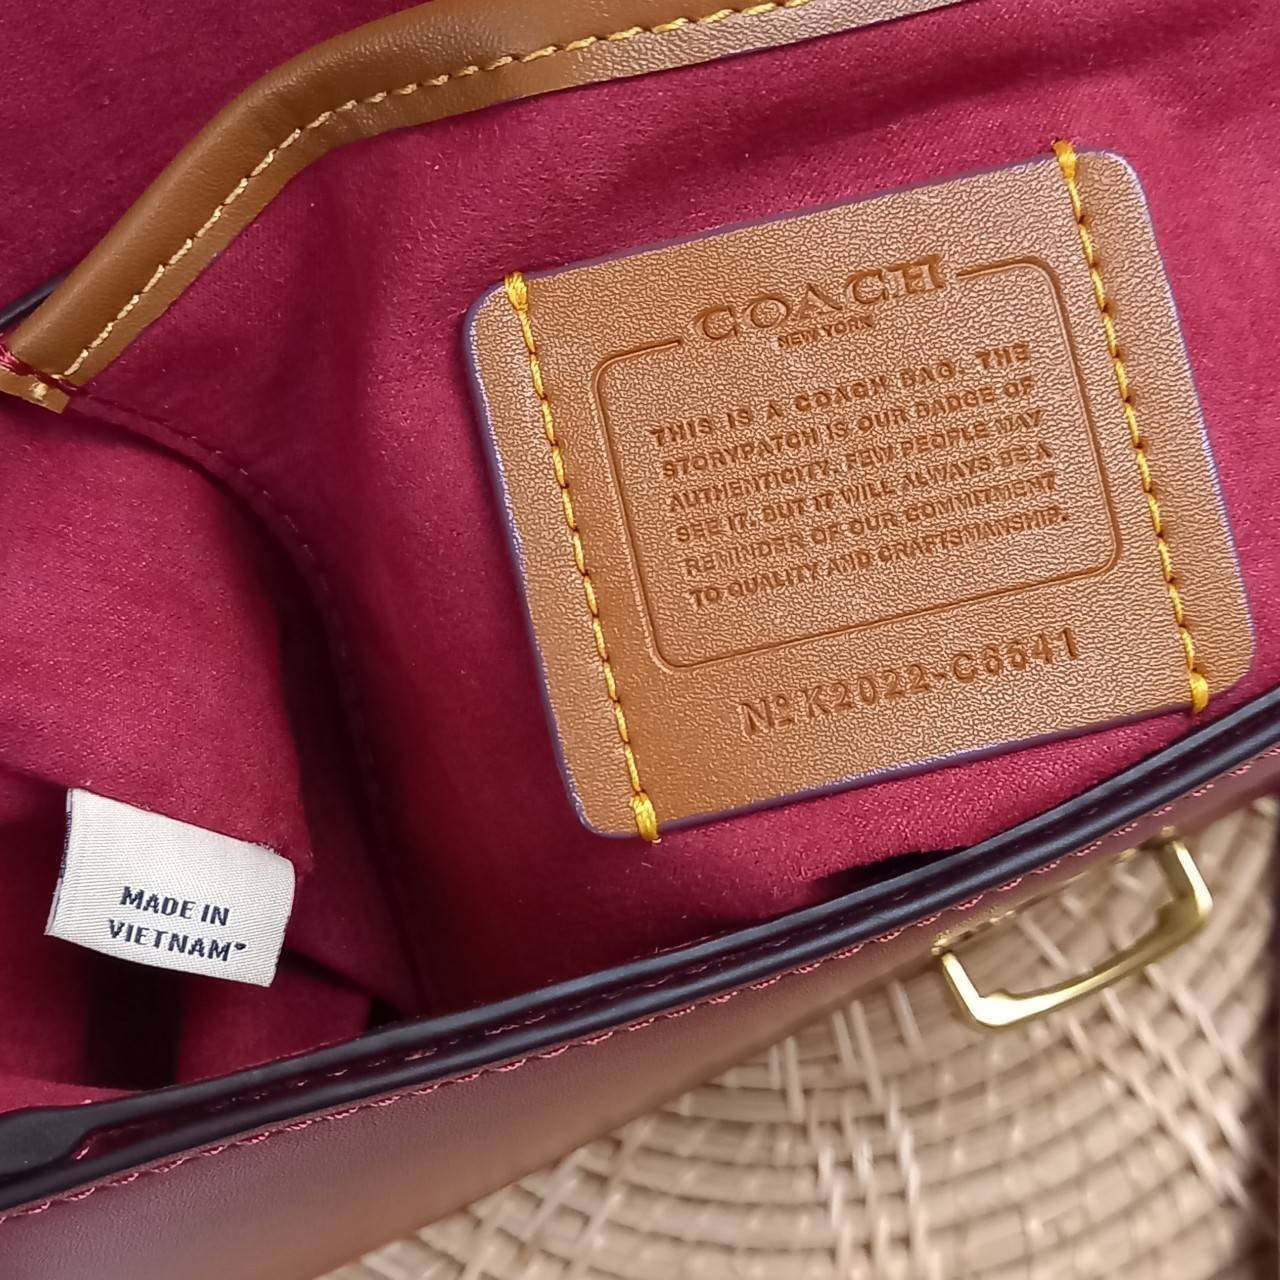 COACH
NEW YORK
THIS IS A COACH BAG. THE
STORYPATCH IS OUR BADGE OF
AUTHENTICITY. FEW PEOPLE MAY
SEE IT. BUT IT WILL ALWAYS BE A
REMINDER OF OUR COMMITMENT
TO QUALITY AND CRAFTSMANSHIP.
Nº K2022-C6641
MADE IN
VIETNAM*